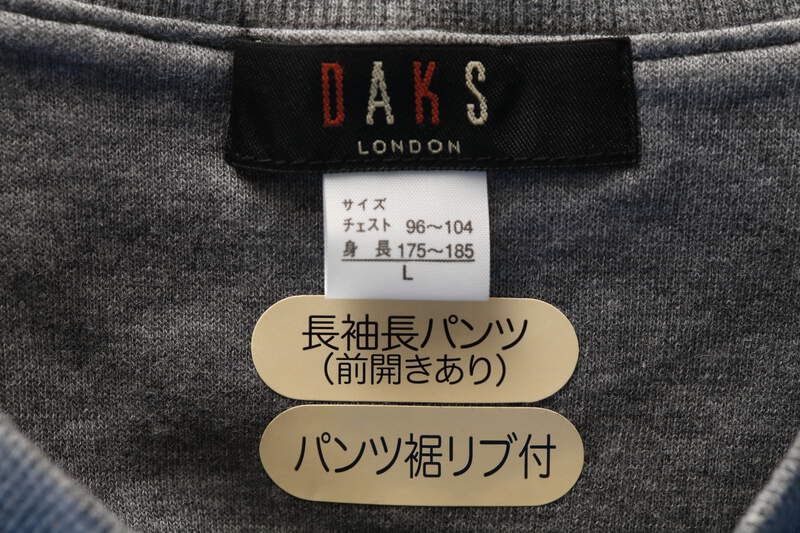 DAKS
LONDON
サイズ
チェスト 96～104
身 長 175～185
L
長袖長パンツ
(前開きあり)
パンツ裾リブ付